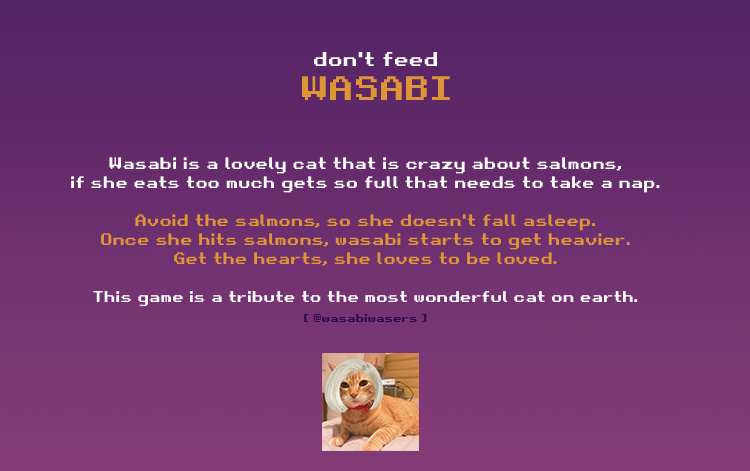 don't feed
WASABI
Wasabi is a lovely cat that is crazy about salmons,
if she eats too much gets so full that needs to take a nap.
Avoid the salmons, so she doesn't fall asleep.
Once she hits salmons, wasabi starts to get heavier.
Get the hearts, she loves to be loved.
This game is a tribute to the most wonderful cat on earth.
[ @wasabiwasers ]